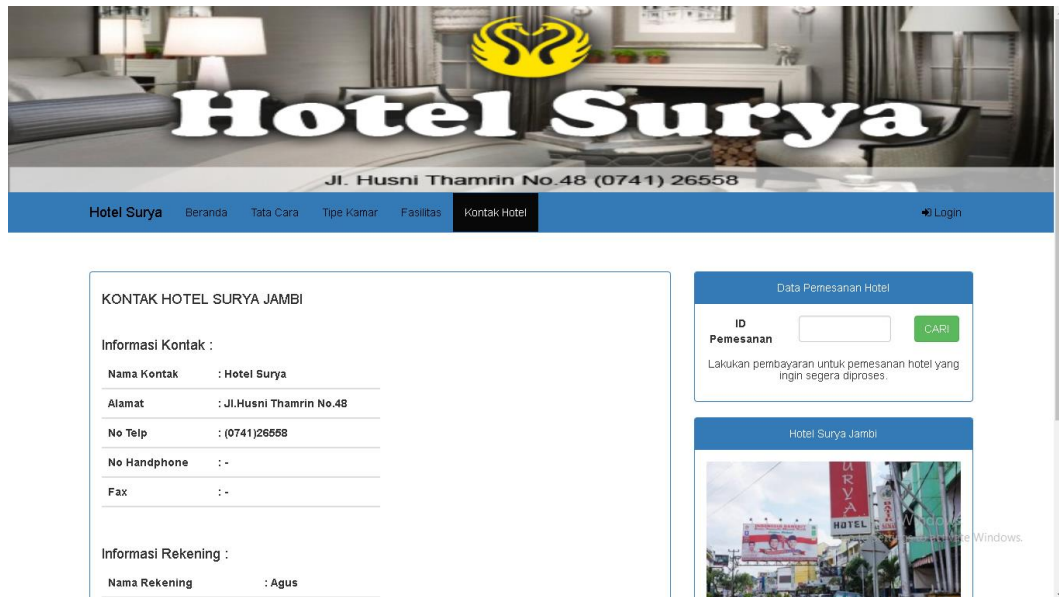 Hotel Surya
Jl. Husni Thamrin No.48 (0741) 26558
Hotel Surya Beranda Tata Cara Tipe Kamar Fasilitas Kontak Hotel Login
KONTAK HOTEL SURYA JAMBI
Informasi Kontak :
Nama Kontak : Hotel Surya
Alamat : Jl.Husni Thamrin No.48
No Telp : (0741)26558
No Handphone : -
Fax : -
Informasi Rekening :
Nama Rekening : Agus
Data Pemesanan Hotel
ID
Pemesanan
CARI
Lakukan pembayaran untuk pemesanan hotel yang
ingin segera diproses.
Hotel Surya Jambi
URYA
HOTEL
Windows.